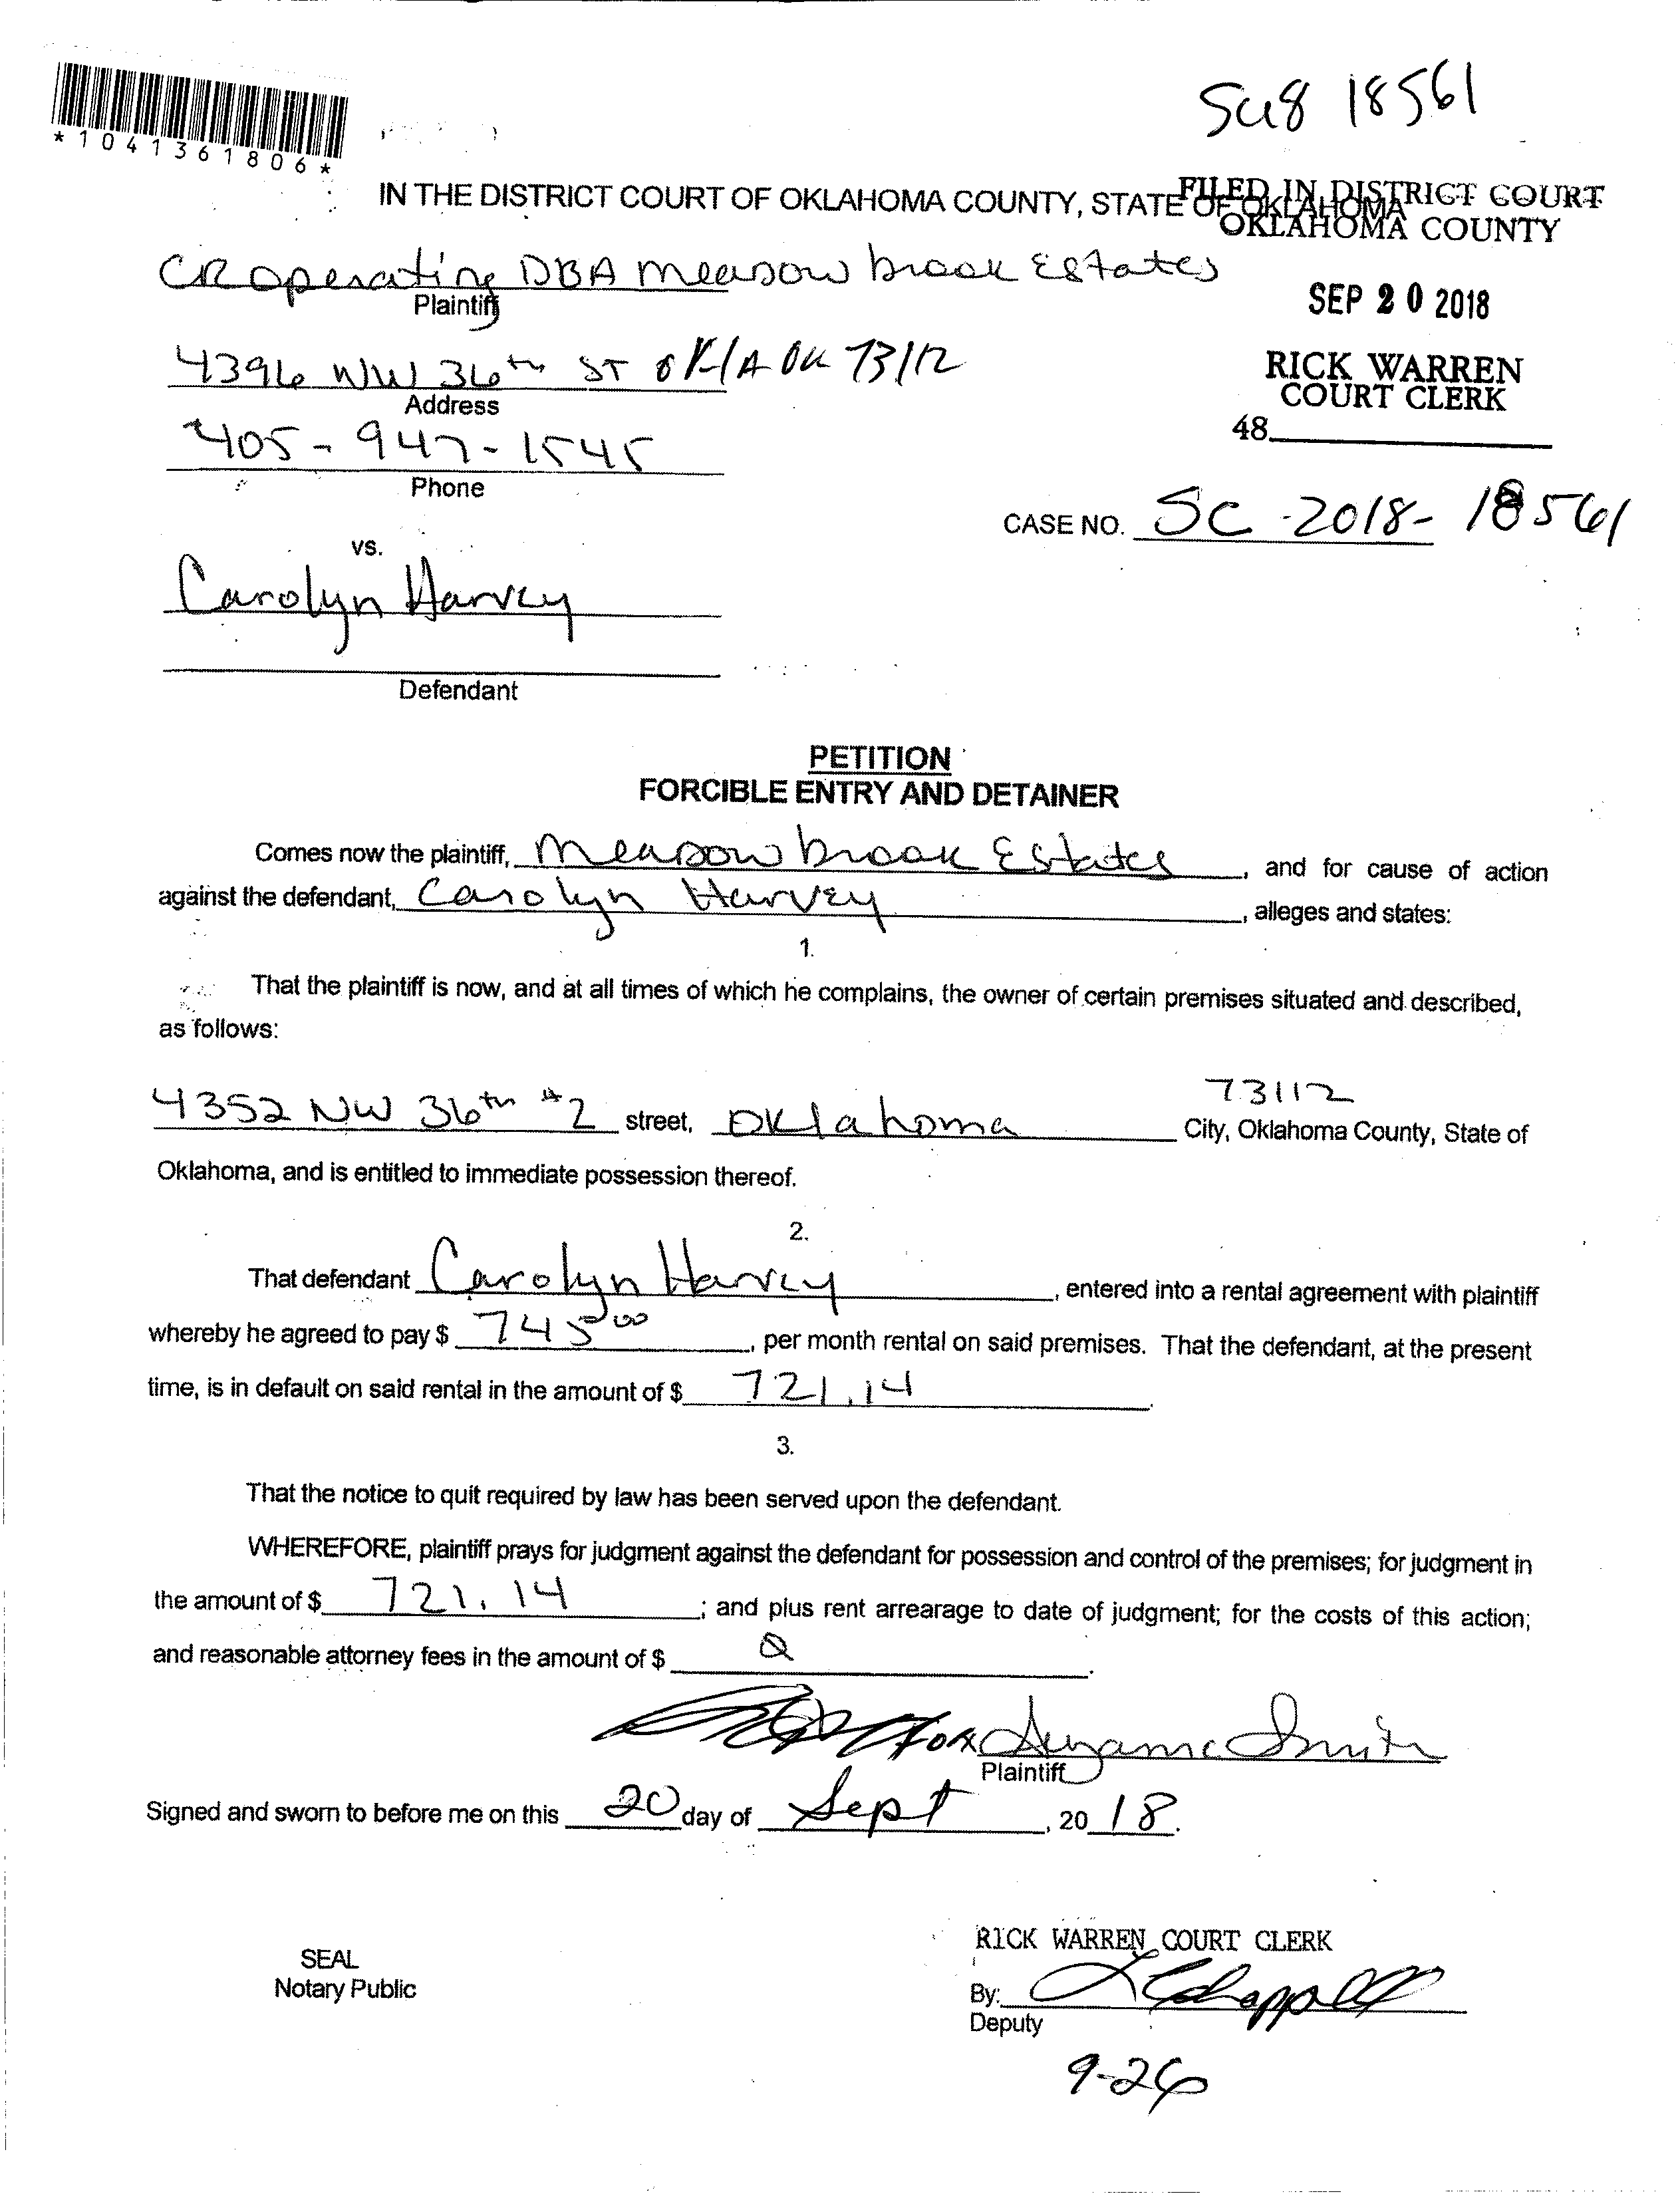 SC18 18561
*1041361806*
IN THE DISTRICT COURT OF OKLAHOMA COUNTY, STATE OF OKLAHOMA
FILED IN DISTRICT COURT
OKLAHOMA COUNTY
CR operating DBA Meadowbrook Estates
Plaintiff
SEP 20 2018
4396 NW 36th ST OKlA OK 73112
Address
RICK WARREN
COURT CLERK
405-947-1545
48
Phone
CASE NO. SC-2018-18561
vs.
Carolyn Harvey
Defendant
PETITION
FORCIBLE ENTRY AND DETAINER
Comes now the plaintiff, Meadowbrook Estates, and for cause of action
against the defendant, Carolyn Harvey, alleges and states:
1.
That the plaintiff is now, and at all times of which he complains, the owner of certain premises situated and described,
as follows:
73112
4352 NW 36th #2 street, Oklahoma City, Oklahoma County, State of
Oklahoma, and is entitled to immediate possession thereof.
2.
That defendant Carolyn Harvey, entered into a rental agreement with plaintiff
whereby he agreed to pay $ 745.00, per month rental on said premises. That the defendant, at the present
time, is in default on said rental in the amount of $ 721.14.
3.
That the notice to quit required by law has been served upon the defendant.
WHEREFORE, plaintiff prays for judgment against the defendant for possession and control of the premises; for judgment in
the amount of $ 721.14; and plus rent arrearage to date of judgment; for the costs of this action;
and reasonable attorney fees in the amount of $
for Suzanne Smith
Plaintiff
Signed and sworn to before me on this 20 day of Sept, 2018.
RICK WARREN COURT CLERK
SEAL
Notary Public
By: Chappell
Deputy
9-26